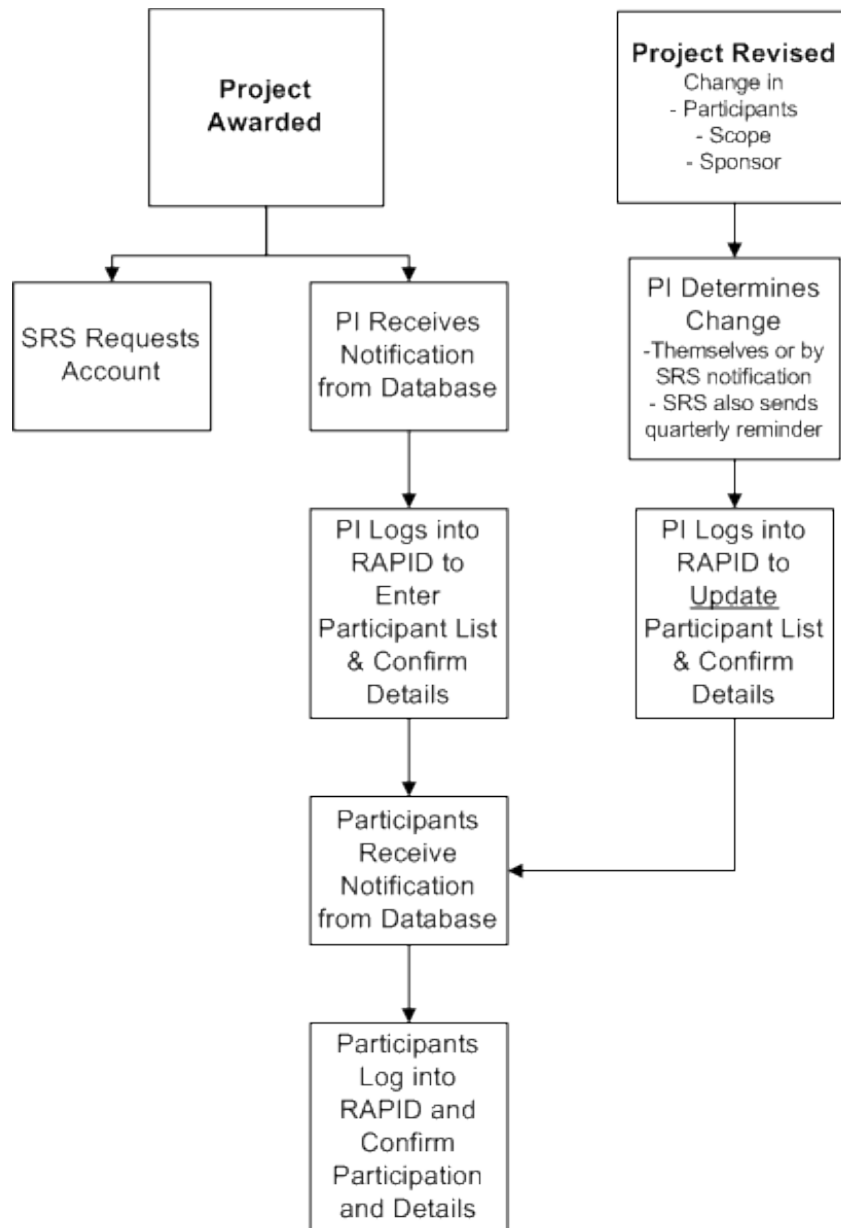 Project
Awarded
Project Revised
Change in
- Participants
- Scope
- Sponsor
SRS Requests
Account
PI Receives
Notification
from Database
PI Determines
Change
-Themselves or by
SRS notification
- SRS also sends
quarterly reminder
PI Logs into
RAPID to
Enter
Participant List
& Confirm
Details
PI Logs into
RAPID to
Update
Participant List
& Confirm
Details
Participants
Receive
Notification
from Database
Participants
Log into
RAPID and
Confirm
Participation
and Details